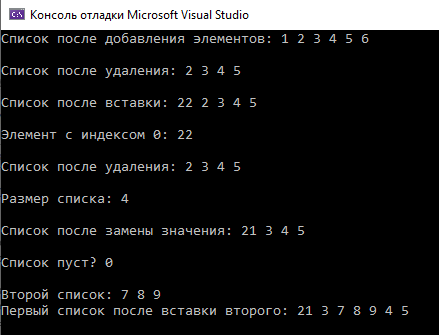 Консоль отладки Microsoft Visual Studio
Список после добавления элементов: 1 2 3 4 5 6
Список после удаления: 2 3 4 5
Список после вставки: 22 2 3 4 5
Элемент с индексом 0: 22
Список после удаления: 2 3 4 5
Размер списка: 4
Список после замены значения: 21 3 4 5
Список пуст? 0
Второй список: 7 8 9
Первый список после вставки второго: 21 3 7 8 9 4 5